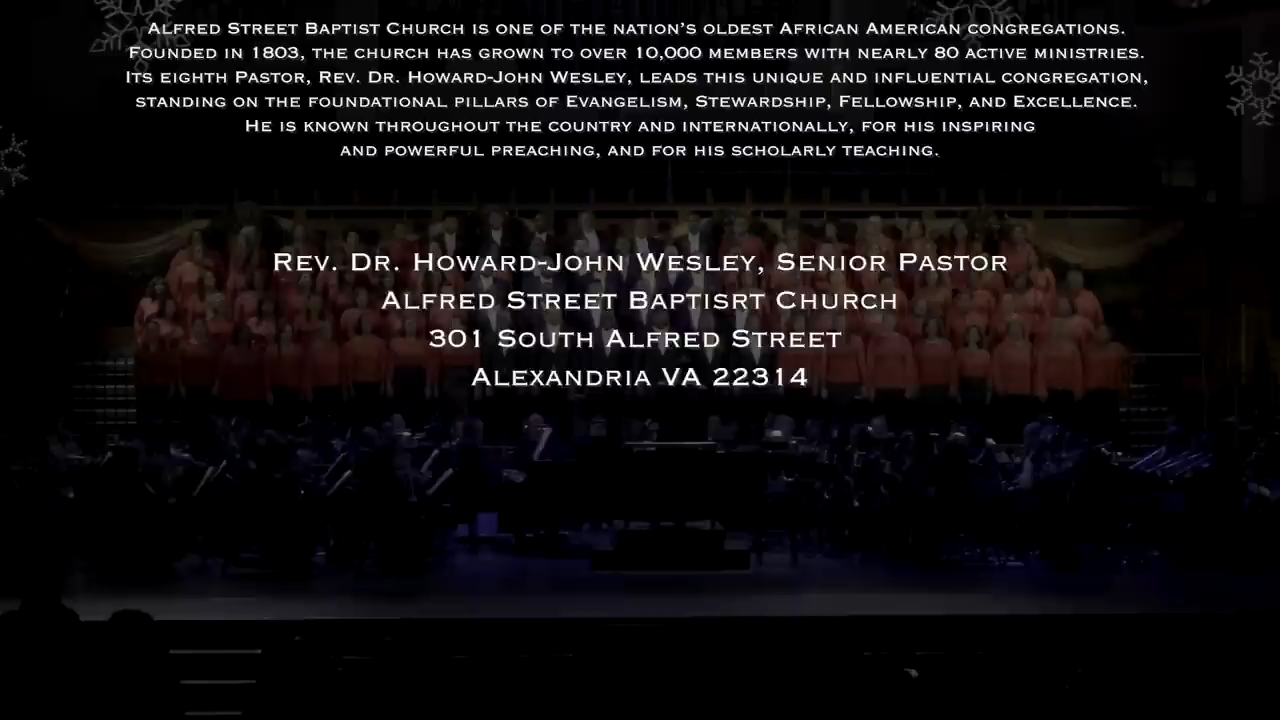 Alfred Street Baptist Church is one of the nation's oldest African American congregations.
Founded in 1803, the church has grown to over 10,000 members with nearly 80 active ministries.
Its eighth Pastor, Rev. Dr. Howard-John Wesley, leads this unique and influential congregation,
standing on the foundational pillars of Evangelism, Stewardship, Fellowship, and Excellence.
He is known throughout the country and internationally, for his inspiring
and powerful preaching, and for his scholarly teaching.
Rev. Dr. Howard-John Wesley, Senior Pastor
Alfred Street Baptisrt Church
301 South Alfred Street
Alexandria VA 22314